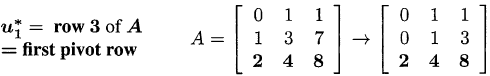 u₁* = row 3 of A
= first pivot row
A = [ 0 1 1 ; 1 3 7 ; 2 4 8 ] → [ 0 1 1 ; 0 1 3 ; 2 4 8 ]